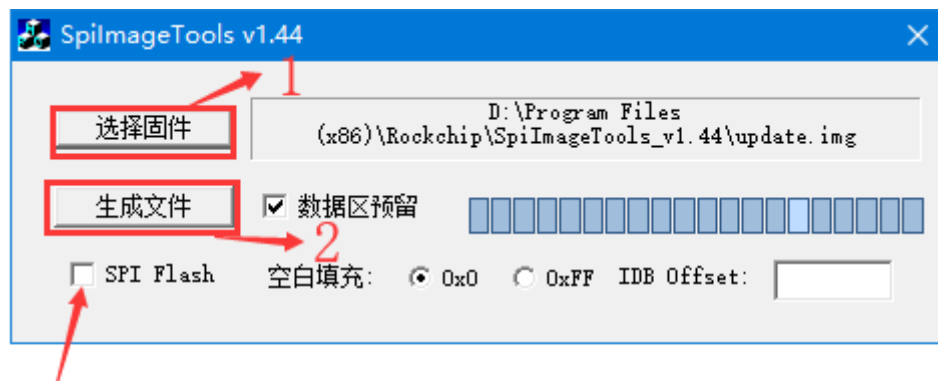 SpiImageTools v1.44
1
选择固件
D:\Program Files
(x86)\Rockchip\SpiImageTools_v1.44\update.img
生成文件
数据区预留
2
SPI Flash
空白填充:
0x0
0xFF
IDB Offset: